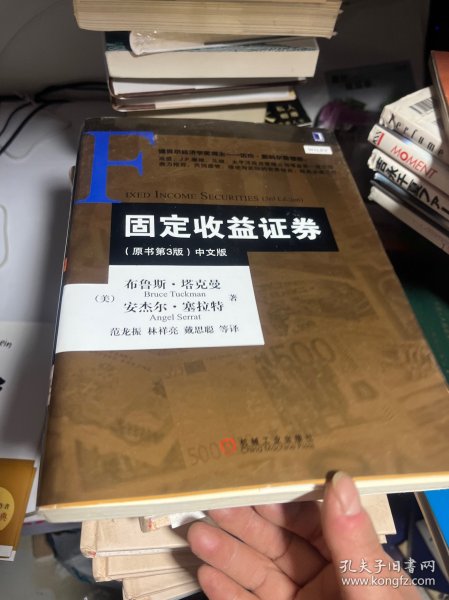 F
IXED INCOME SECURITIES (3rd Edition)
固定收益证券
（原书第3版）中文版
（美） 布鲁斯·塔克曼
Bruce Tuckman
著
安杰尔·塞拉特
Angel Serrat
范龙振 林祥亮 戴思聪 等译
500
机械工业出版社
China Machine Press
MOMENT
孔夫子旧书网
www.kongfz.com